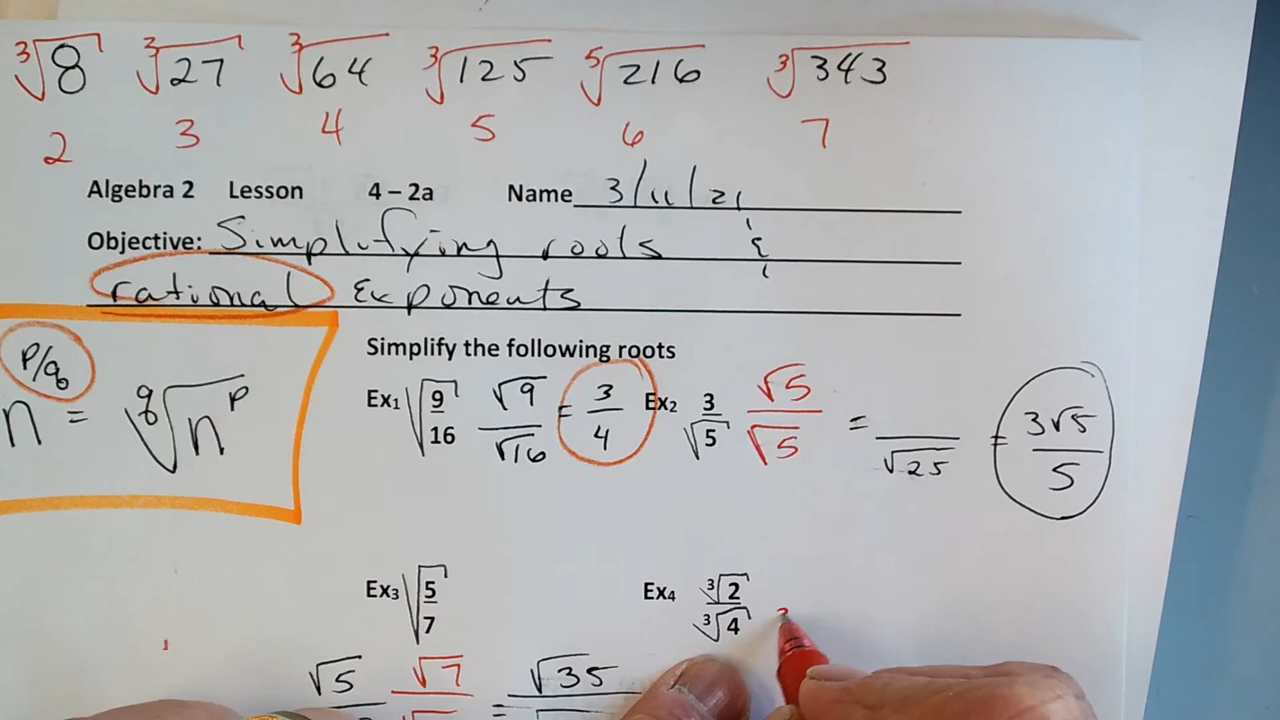 ∛8 ∛27 ∛64 ∛125 ⁵√216 ∛343
2 3 4 5 6 7
Algebra 2 Lesson 4 – 2a Name 3/11/21
Objective: Simplifying roots &
rational Exponents
n^(p/q) = ^q√(n^p)
Simplify the following roots
Ex1 √(9/16) √9/√16 = 3/4 Ex2 3/√5 √5/√5 = /√25 = 3√5/5
Ex3 √(5/7) Ex4 ∛2/∛4
√5 √7 = √35